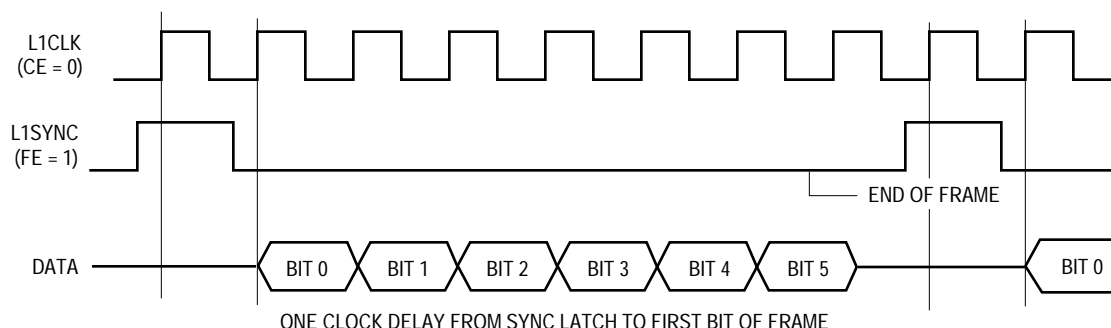 L1CLK
(CE = 0)
L1SYNC
(FE = 1)
END OF FRAME
DATA
BIT 0
BIT 1
BIT 2
BIT 3
BIT 4
BIT 5
BIT 0
ONE CLOCK DELAY FROM SYNC LATCH TO FIRST BIT OF FRAME